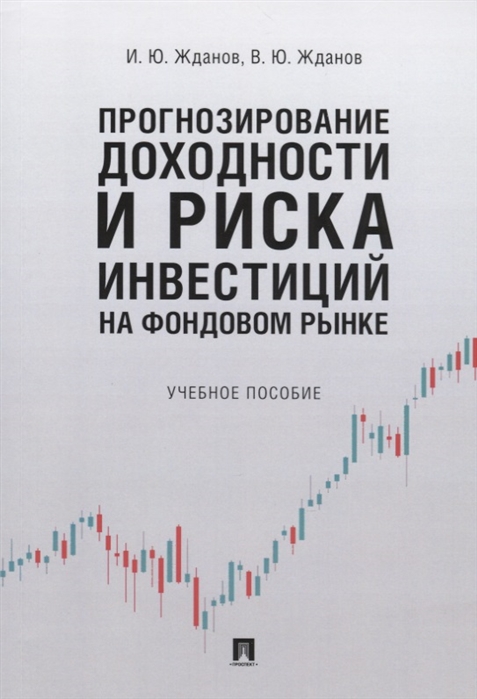 И. Ю. Жданов, В. Ю. Жданов
ПРОГНОЗИРОВАНИЕ
ДОХОДНОСТИ
И РИСКА
ИНВЕСТИЦИЙ
НА ФОНДОВОМ РЫНКЕ
УЧЕБНОЕ ПОСОБИЕ
ПРОСПЕКТ